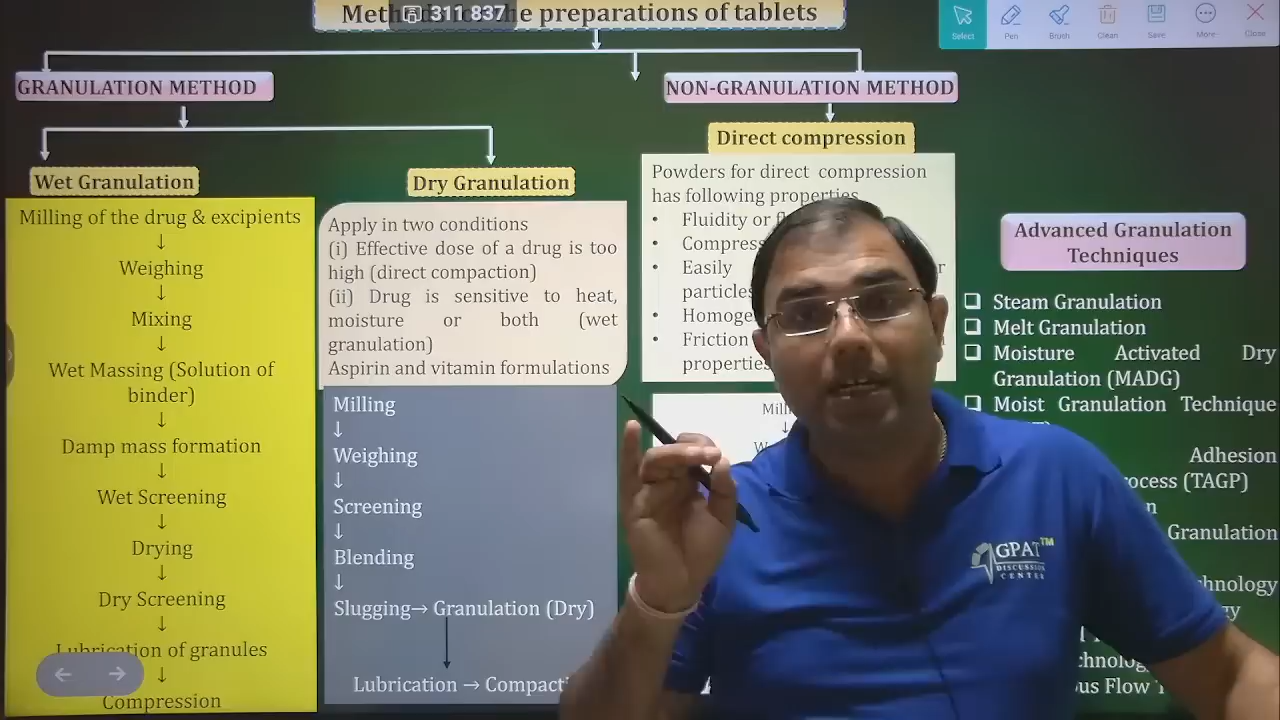 Methods of the preparations of tablets
311 837
Select
Pen
Brush
Clean
Save
More
Close
GRANULATION METHOD
NON-GRANULATION METHOD
Wet Granulation
Milling of the drug & excipients
↓
Weighing
↓
Mixing
↓
Wet Massing (Solution of
binder)
↓
Damp mass formation
↓
Wet Screening
↓
Drying
↓
Dry Screening
↓
Lubrication of granules
↓
Compression
Dry Granulation
Apply in two conditions
(i) Effective dose of a drug is too
high (direct compaction)
(ii) Drug is sensitive to heat,
moisture or both (wet
granulation)
Aspirin and vitamin formulations
Milling
↓
Weighing
↓
Screening
↓
Blending
↓
Slugging→ Granulation (Dry)
Lubrication →
Direct compression
Powders for direct compression
has following properties
• Fluidity or
•
• Easily
particles
•
• Friction
properties
↓
Advanced Granulation
Techniques
❑ Steam Granulation
❑ Melt Granulation
❑ Moisture Activated Dry
Granulation (MADG)
❑ Moist Granulation Technique
Adhesion
(TAGP)
Granulation
GPAT™
DISCUSSION
CENTER